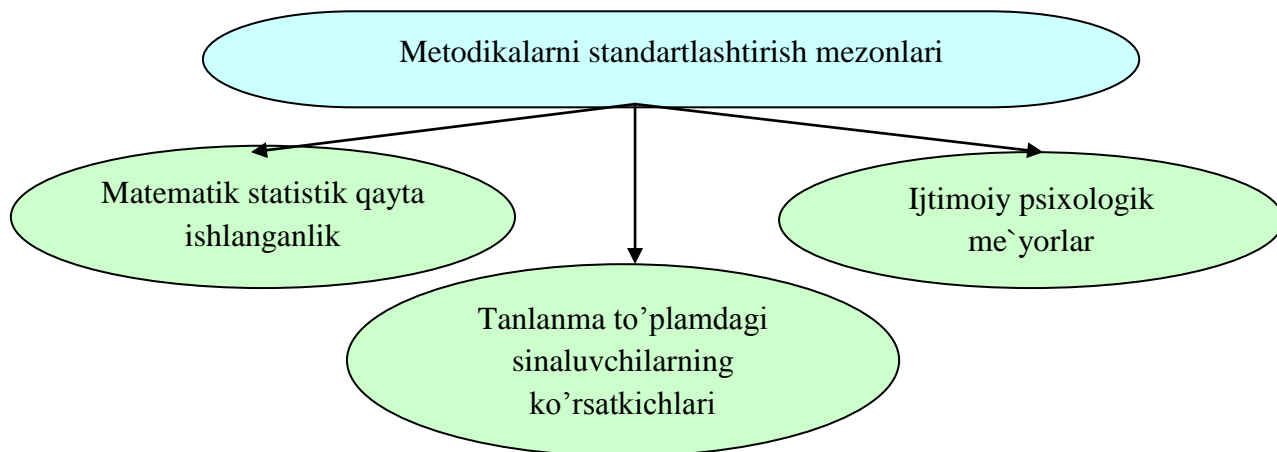 Metodikalarni standartlashtirish mezonlari
Matematik statistik qayta
ishlanganlik
Ijtimoiy psixologik
me`yorlar
Tanlanma to’plamdagi
sinaluvchilarning
ko’rsatkichlari